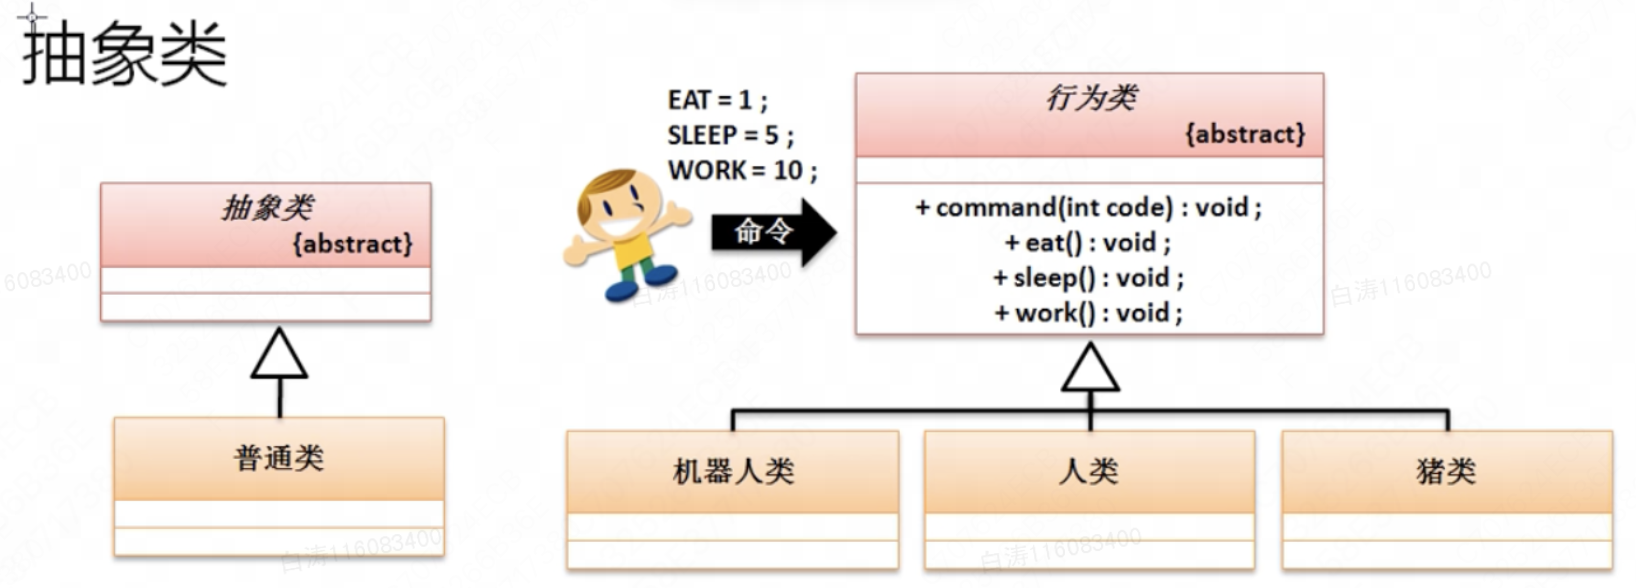 抽象类
抽象类
{abstract}
普通类
EAT = 1 ;
SLEEP = 5 ;
WORK = 10 ;
命令
行为类
{abstract}
+ command(int code) : void ;
+ eat() : void ;
+ sleep() : void ;
+ work() : void ;
机器人类
人类
猪类
6083400
白涛116083400
白涛116083400
白涛116083400
白涛116083400